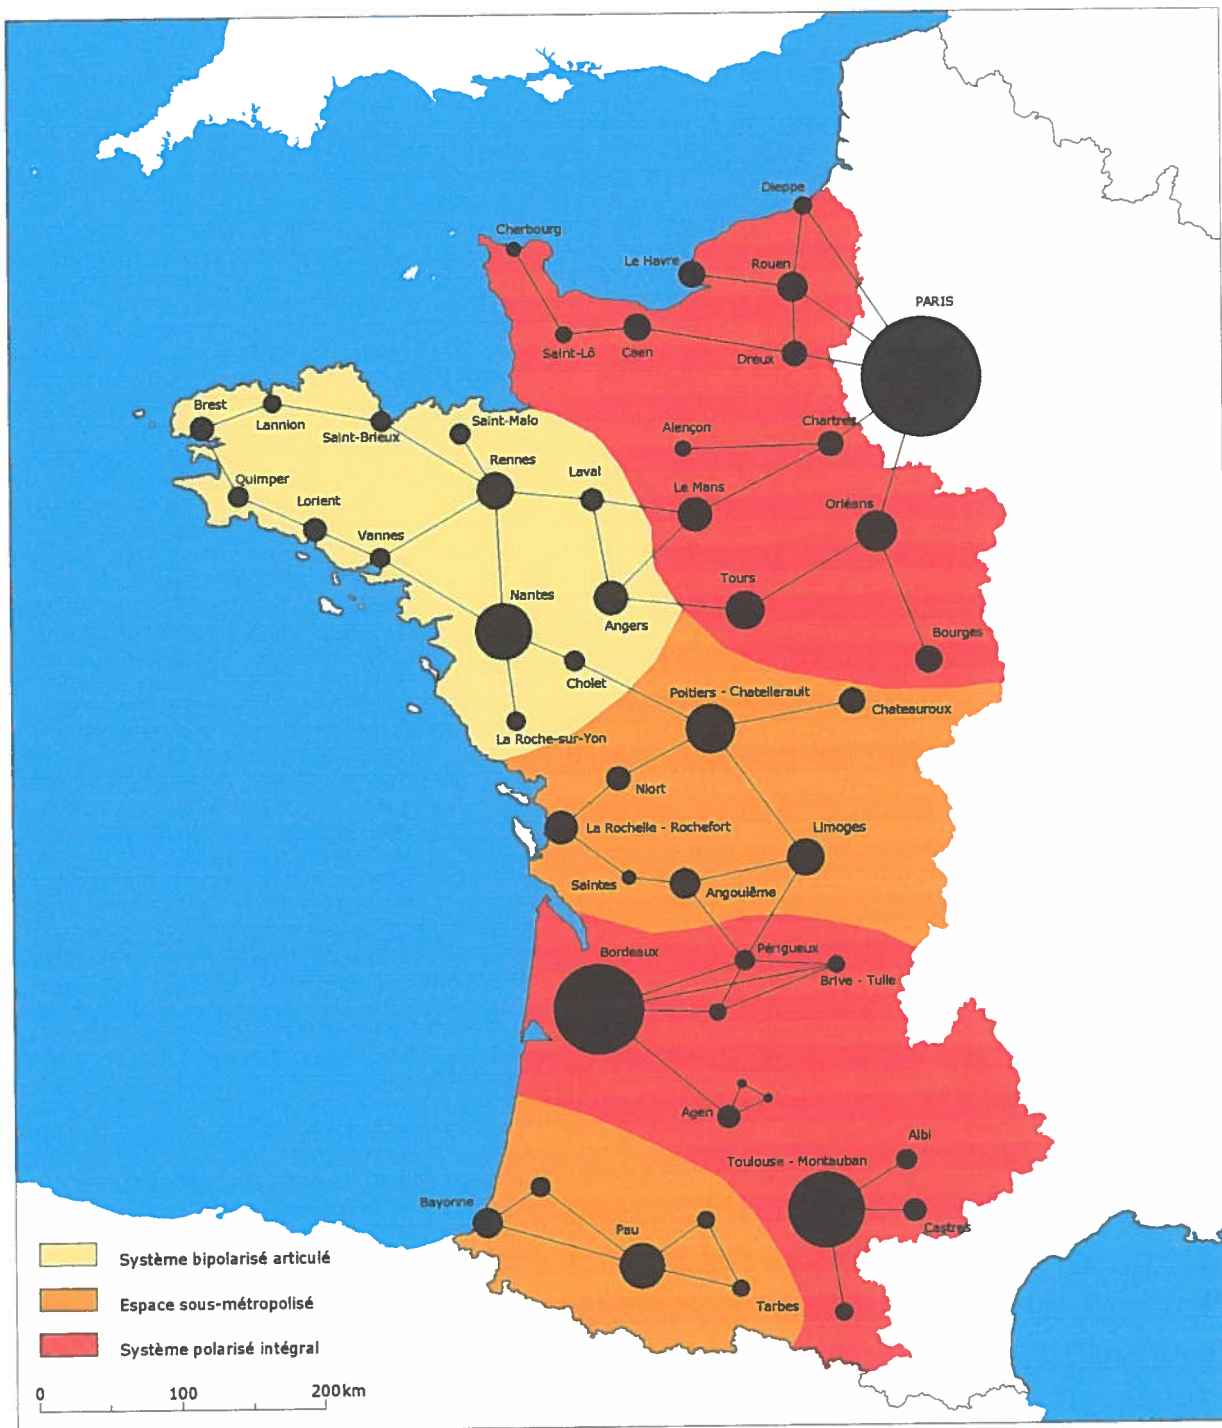 Dieppe
Cherbourg
Le Havre
Rouen
PARIS
Saint-Lô
Caen
Dreux
Brest
Lannion
Saint-Brieux
Saint-Malo
Alençon
Chartres
Rennes
Laval
Quimper
Lorient
Le Mans
Orléans
Vannes
Tours
Nantes
Angers
Bourges
Cholet
Poitiers - Chatellerault
Chateauroux
La Roche-sur-Yon
Niort
La Rochelle - Rochefort
Limoges
Saintes
Angoulême
Bordeaux
Périgueux
Brive - Tulle
Agen
Albi
Toulouse - Montauban
Bayonne
Pau
Castres
Tarbes
Système bipolarisé articulé
Espace sous-métropolisé
Système polarisé intégral
0 100 200km